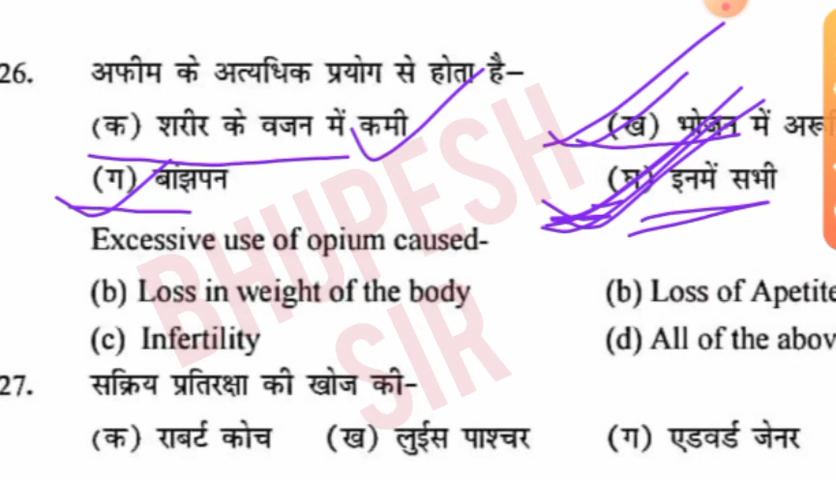 26. अफीम के अत्यधिक प्रयोग से होता है–
(क) शरीर के वजन में कमी (ख) भोजन में
(ग) बांझपन (घ) इनमें सभी
Excessive use of opium caused-
(b) Loss in weight of the body (b) Loss of Apetite
(c) Infertility (d) All of the abov
27. सक्रिय प्रतिरक्षा की खोज की–
(क) राबर्ट कोच (ख) लुईस पाश्चर (ग) एडवर्ड जेनर
BHUPESH
SIR